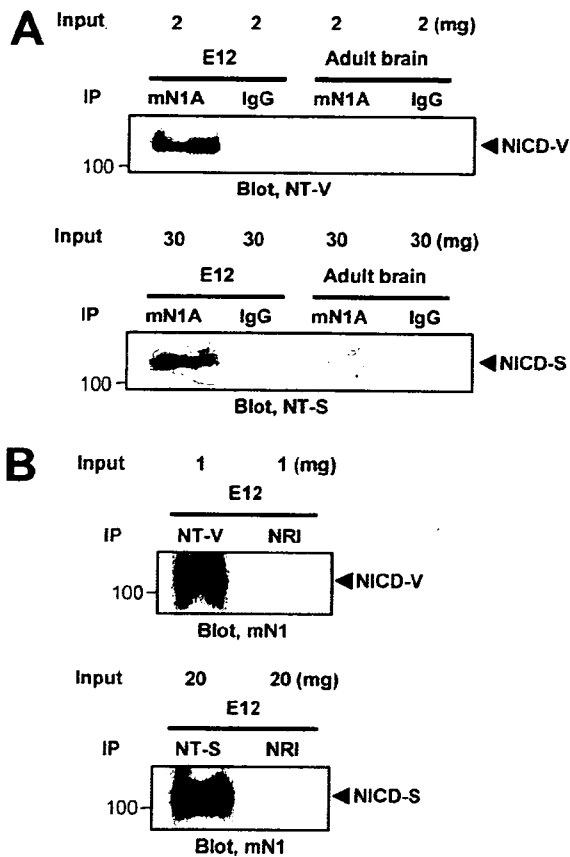 A
Input 2 2 2 2 (mg)
E12 Adult brain
IP mN1A IgG mN1A IgG
100 NICD-V
Blot, NT-V
Input 30 30 30 30 (mg)
E12 Adult brain
IP mN1A IgG mN1A IgG
100 NICD-S
Blot, NT-S
B
Input 1 1 (mg)
E12
IP NT-V NRI
100 NICD-V
Blot, mN1
Input 20 20 (mg)
E12
IP NT-S NRI
100 NICD-S
Blot, mN1